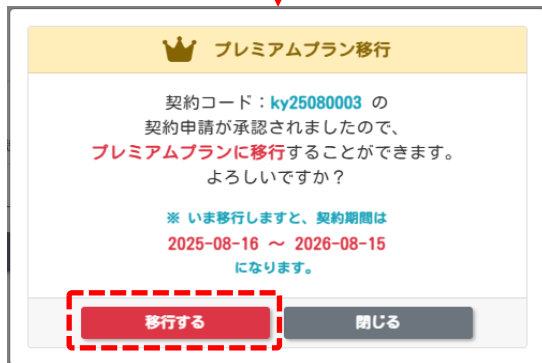 プレミアムプラン移行
契約コード：ky25080003 の
契約申請が承認されましたので、
プレミアムプランに移行することができます。
よろしいですか？
※ いま移行しますと、契約期間は
2025-08-16 ～ 2026-08-15
になります。
移行する
閉じる